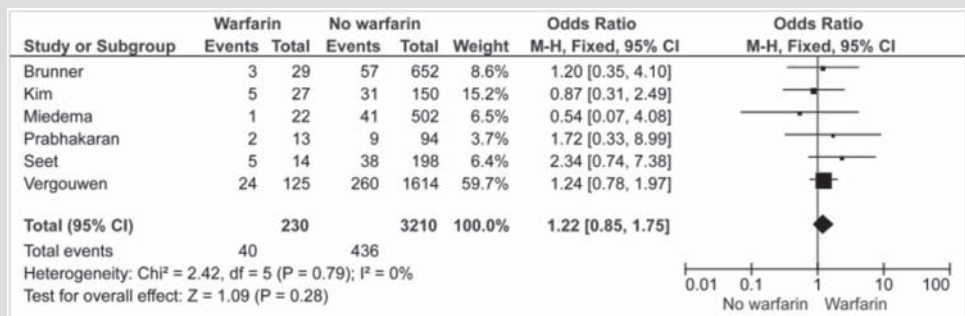 Warfarin No warfarin Odds Ratio Odds Ratio
Study or Subgroup Events Total Events Total Weight M-H, Fixed, 95% CI M-H, Fixed, 95% CI
Brunner 3 29 57 652 8.6% 1.20 [0.35, 4.10]
Kim 5 27 31 150 15.2% 0.87 [0.31, 2.49]
Miedema 1 22 41 502 6.5% 0.54 [0.07, 4.08]
Prabhakaran 2 13 9 94 3.7% 1.72 [0.33, 8.99]
Seet 5 14 38 198 6.4% 2.34 [0.74, 7.38]
Vergouwen 24 125 260 1614 59.7% 1.24 [0.78, 1.97]
Total (95% CI) 230 3210 100.0% 1.22 [0.85, 1.75]
Total events 40 436
Heterogeneity: Chi² = 2.42, df = 5 (P = 0.79); I² = 0%
Test for overall effect: Z = 1.09 (P = 0.28)
0.01 0.1 1 10 100
No warfarin Warfarin